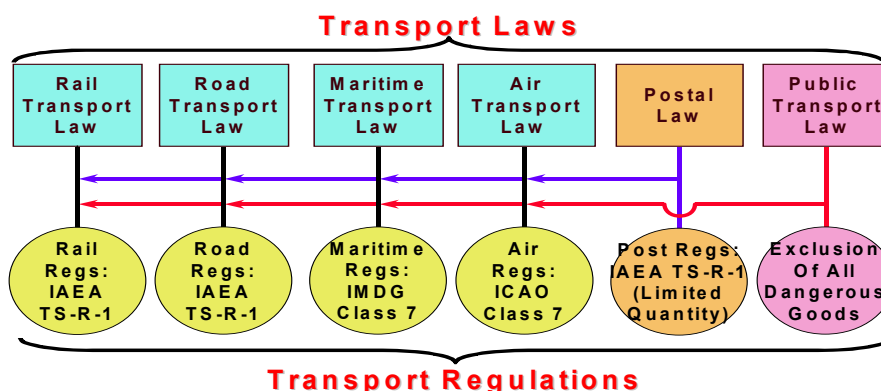 Transport Laws
Rail
Transport
Law
Road
Transport
Law
Maritime
Transport
Law
Air
Transport
Law
Postal
Law
Public
Transport
Law
Rail
Regs:
IAEA
TS-R-1
Road
Regs:
IAEA
TS-R-1
Maritime
Regs:
IMDG
Class 7
Air
Regs:
ICAO
Class 7
Post Regs:
IAEA TS-R-1
(Limited
Quantity)
Exclusion
Of All
Dangerous
Goods
Transport Regulations